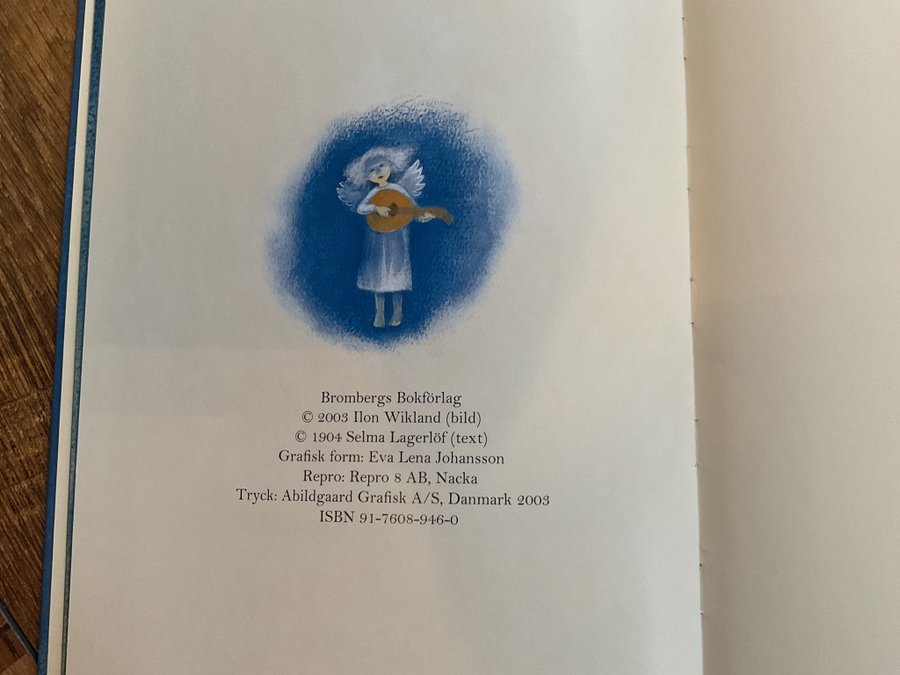 Brombergs Bokförlag
© 2003 Ilon Wikland (bild)
© 1904 Selma Lagerlöf (text)
Grafisk form: Eva Lena Johansson
Repro: Repro 8 AB, Nacka
Tryck: Abildgaard Grafisk A/S, Danmark 2003
ISBN 91-7608-946-0